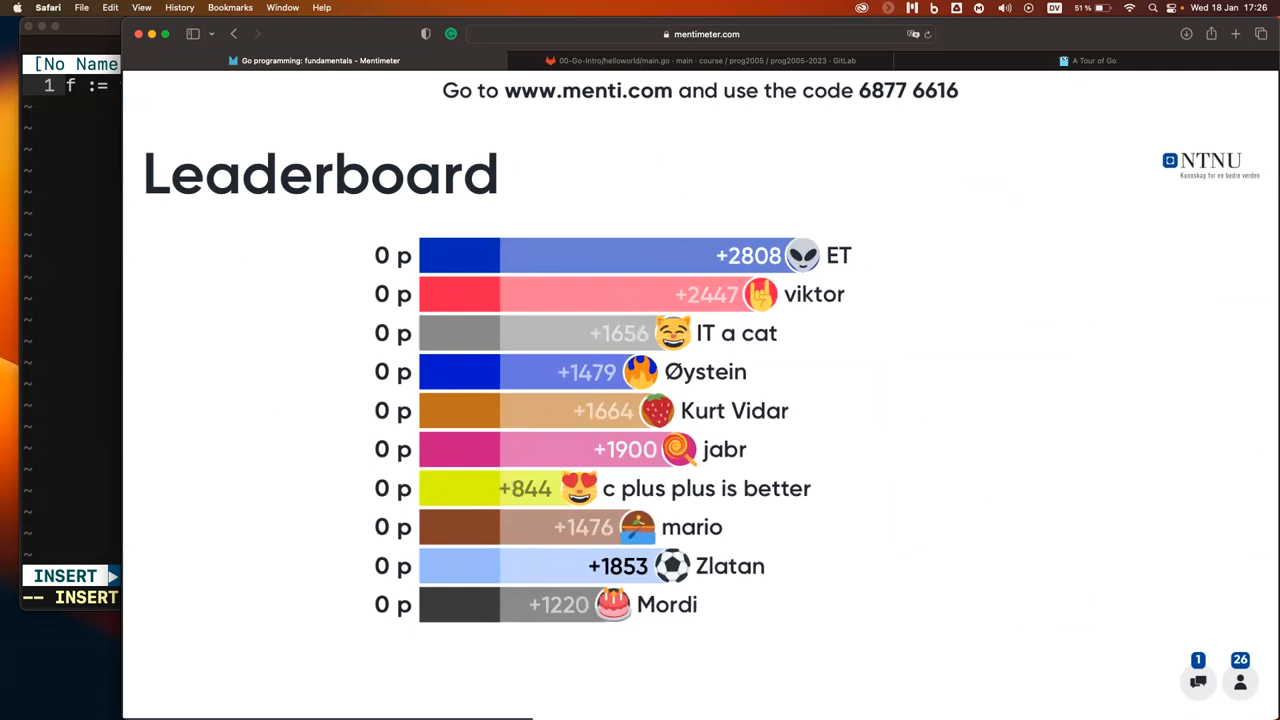 Safari File Edit View History Bookmarks Window Help
51 % Wed 18 Jan 17:26
DV
mentimeter.com
Go programming: fundamentals - Mentimeter
00-Go-Intro/helloworld/main.go · main · course / prog2005 / prog2005-2023 · GitLab
A Tour of Go
[No Name
1 f :=
Go to www.menti.com and use the code 6877 6616
Leaderboard
NTNU
Kunnskap for en bedre verden
0 p +2808 ET
0 p +2447 viktor
0 p +1656 IT a cat
0 p +1479 Øystein
0 p +1664 Kurt Vidar
0 p +1900 jabr
0 p +844 c plus plus is better
0 p +1476 mario
0 p +1853 Zlatan
0 p +1220 Mordi
INSERT
-- INSERT
1 26